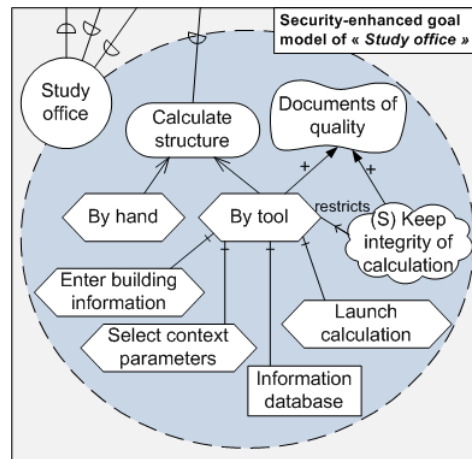 Security-enhanced goal
model of « Study office »
Study
office
Calculate
structure
Documents of
quality
+
+
By hand
By tool
restricts
(S) Keep
integrity of
calculation
Enter building
information
Select context
parameters
Launch
calculation
Information
database